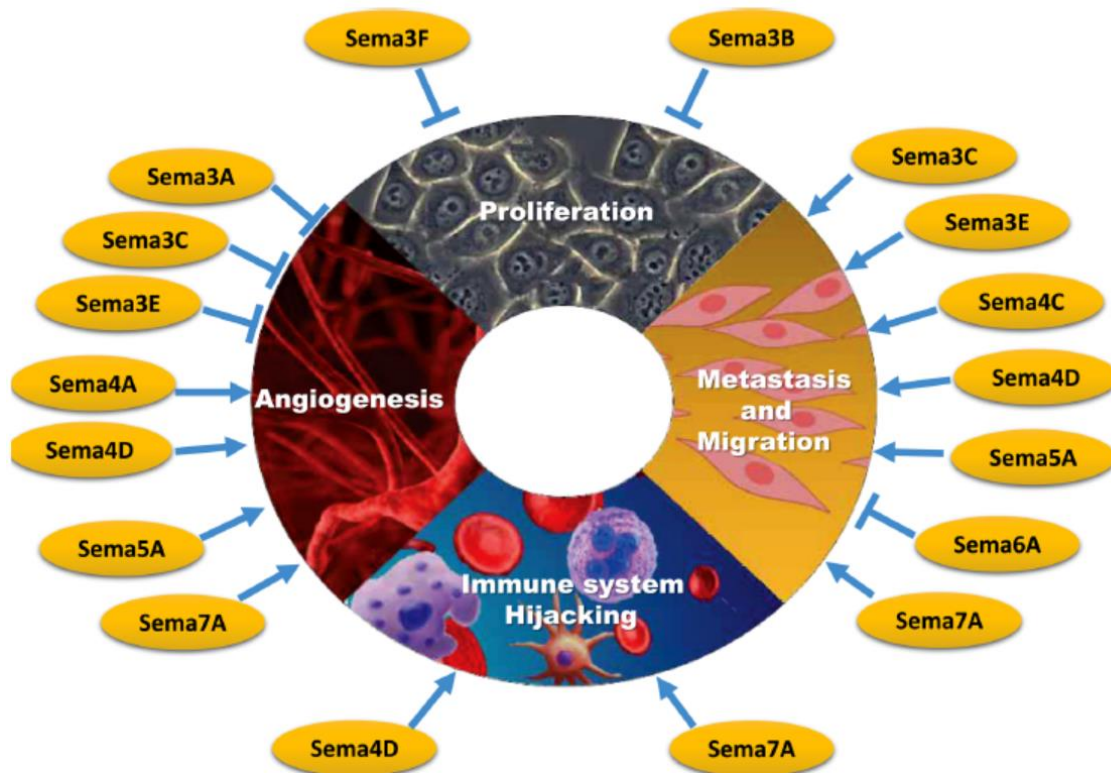 Sema3F
Sema3B
Sema3A
Sema3C
Sema3C
Sema3E
Sema3E
Sema4C
Sema4A
Sema4D
Sema4D
Sema5A
Sema5A
Sema6A
Sema7A
Sema7A
Sema4D
Sema7A
Proliferation
Angiogenesis
Metastasis
and
Migration
Immune system
Hijacking